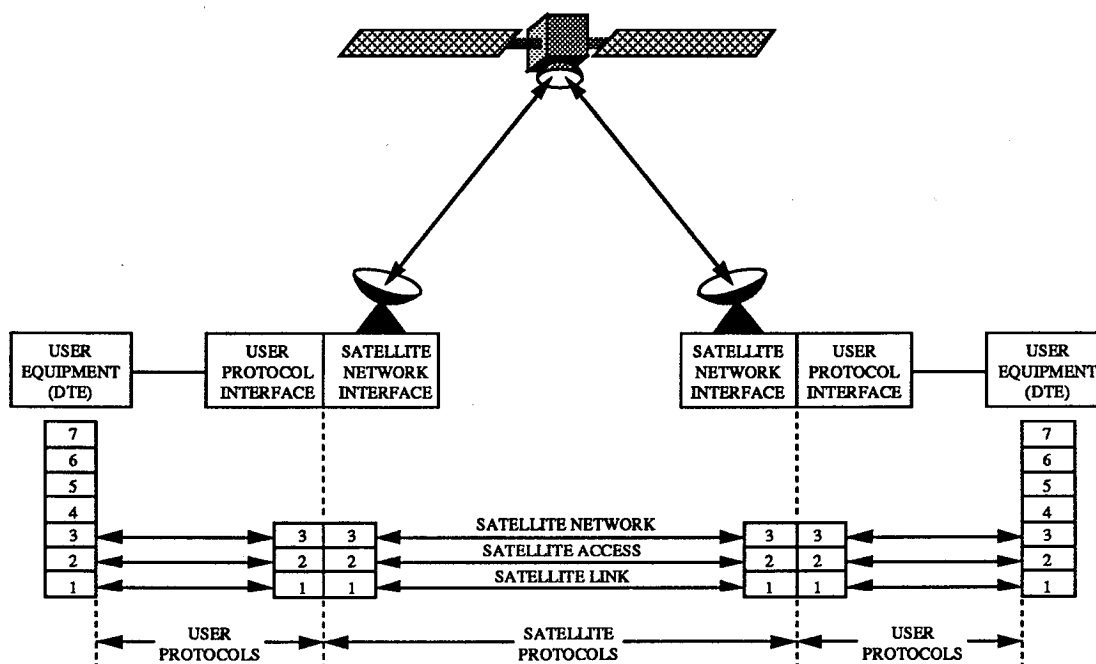 USER
EQUIPMENT
(DTE)
USER
PROTOCOL
INTERFACE
SATELLITE
NETWORK
INTERFACE
SATELLITE
NETWORK
INTERFACE
USER
PROTOCOL
INTERFACE
USER
EQUIPMENT
(DTE)
7
6
5
4
3
2
1
3 3
2 2
1 1
SATELLITE NETWORK
SATELLITE ACCESS
SATELLITE LINK
3 3
2 2
1 1
7
6
5
4
3
2
1
USER
PROTOCOLS
SATELLITE
PROTOCOLS
USER
PROTOCOLS